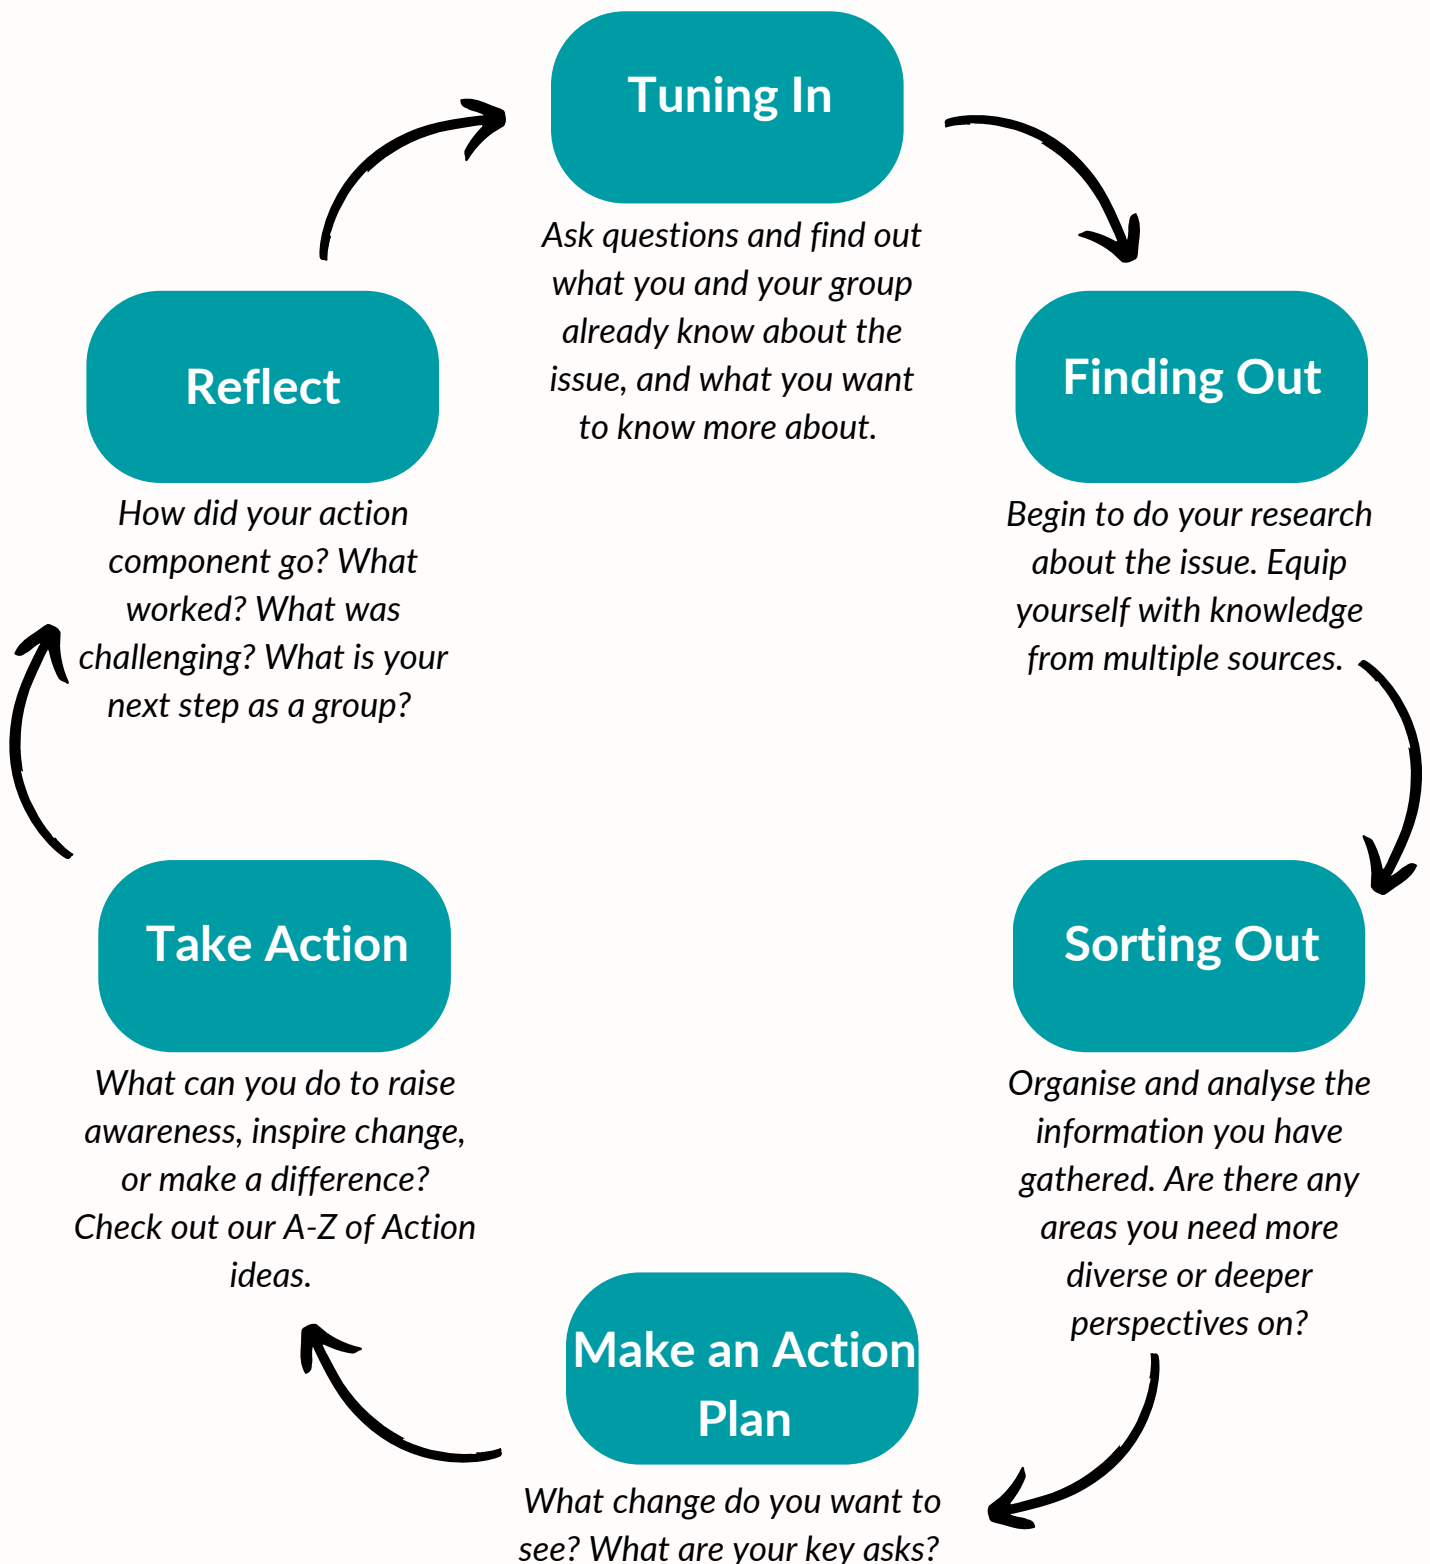 Tuning In
Ask questions and find out
what you and your group
already know about the
issue, and what you want
to know more about.
Finding Out
Begin to do your research
about the issue. Equip
yourself with knowledge
from multiple sources.
Sorting Out
Organise and analyse the
information you have
gathered. Are there any
areas you need more
diverse or deeper
perspectives on?
Make an Action
Plan
What change do you want to
see? What are your key asks?
Take Action
What can you do to raise
awareness, inspire change,
or make a difference?
Check out our A-Z of Action
ideas.
Reflect
How did your action
component go? What
worked? What was
challenging? What is your
next step as a group?